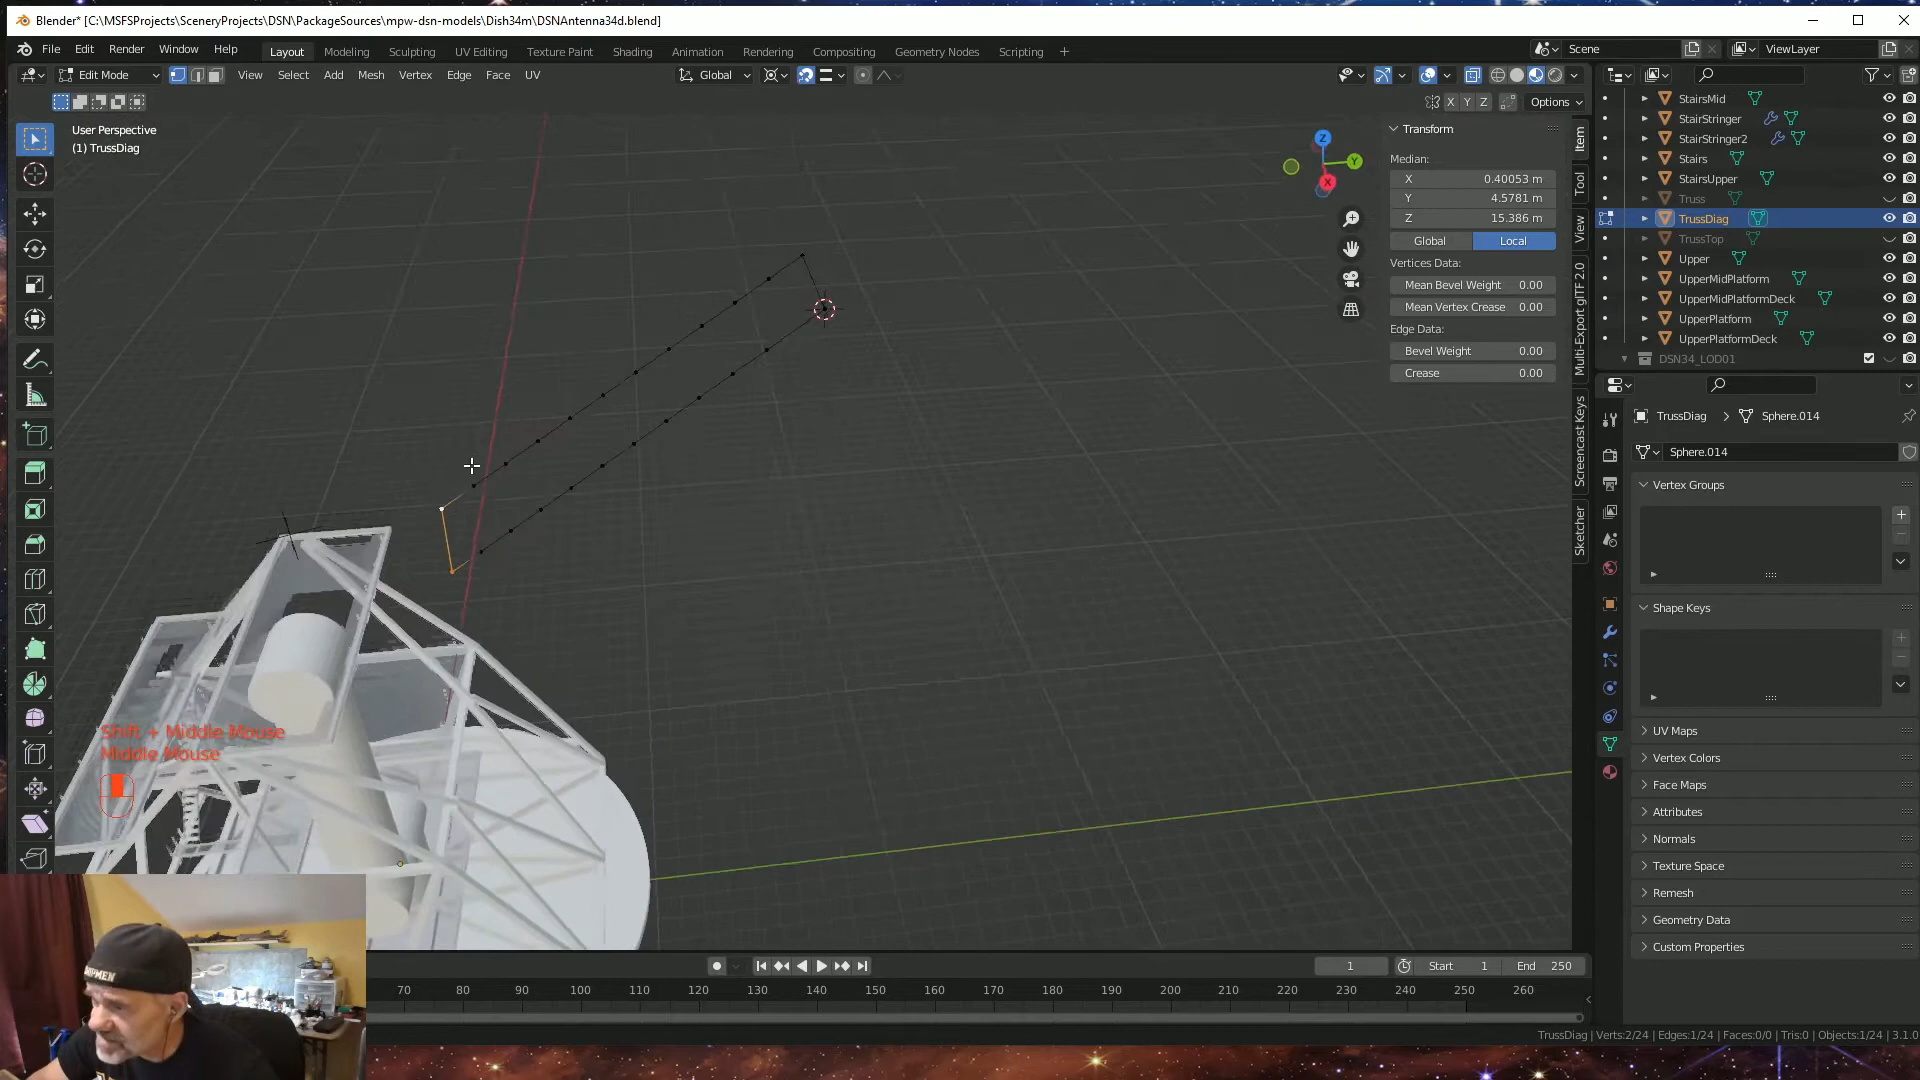 Blender* [C:\MSFSProjects\SceneryProjects\DSN\PackageSources\mpw-dsn-models\Dish34m\DSNAntenna34d.blend]
File Edit Render Window Help Layout Modeling Sculpting UV Editing Texture Paint Shading Animation Rendering Compositing Geometry Nodes Scripting + Scene ViewLayer
Edit Mode View Select Add Mesh Vertex Edge Face UV Global
X Y Z Options
User Perspective
(1) TrussDiag
Z
Y
X
Transform
Median:
X 0.40053 m
Y 4.5781 m
Z 15.386 m
Global Local
Vertices Data:
Mean Bevel Weight 0.00
Mean Vertex Crease 0.00
Edge Data:
Bevel Weight 0.00
Crease 0.00
Item
Tool
View
Multi-Export glTF 2.0
Screencast Keys
Sketcher
StairsMid
StairStringer
StairStringer2
Stairs
StairsUpper
Truss
TrussDiag
TrussTop
Upper
UpperMidPlatform
UpperMidPlatformDeck
UpperPlatform
UpperPlatformDeck
DSN34_LOD01
TrussDiag > Sphere.014
Sphere.014
Vertex Groups
Shape Keys
UV Maps
Vertex Colors
Face Maps
Attributes
Normals
Texture Space
Remesh
Geometry Data
Custom Properties
Shift + Middle Mouse
Middle Mouse
1 Start 1 End 250
70 80 90 100 110 120 130 140 150 160 170 180 190 200 210 220 230 240 250 260
TrussDiag | Verts:2/24 | Edges:1/24 | Faces:0/0 | Tris:0 | Objects:1/24 | 3.1.0